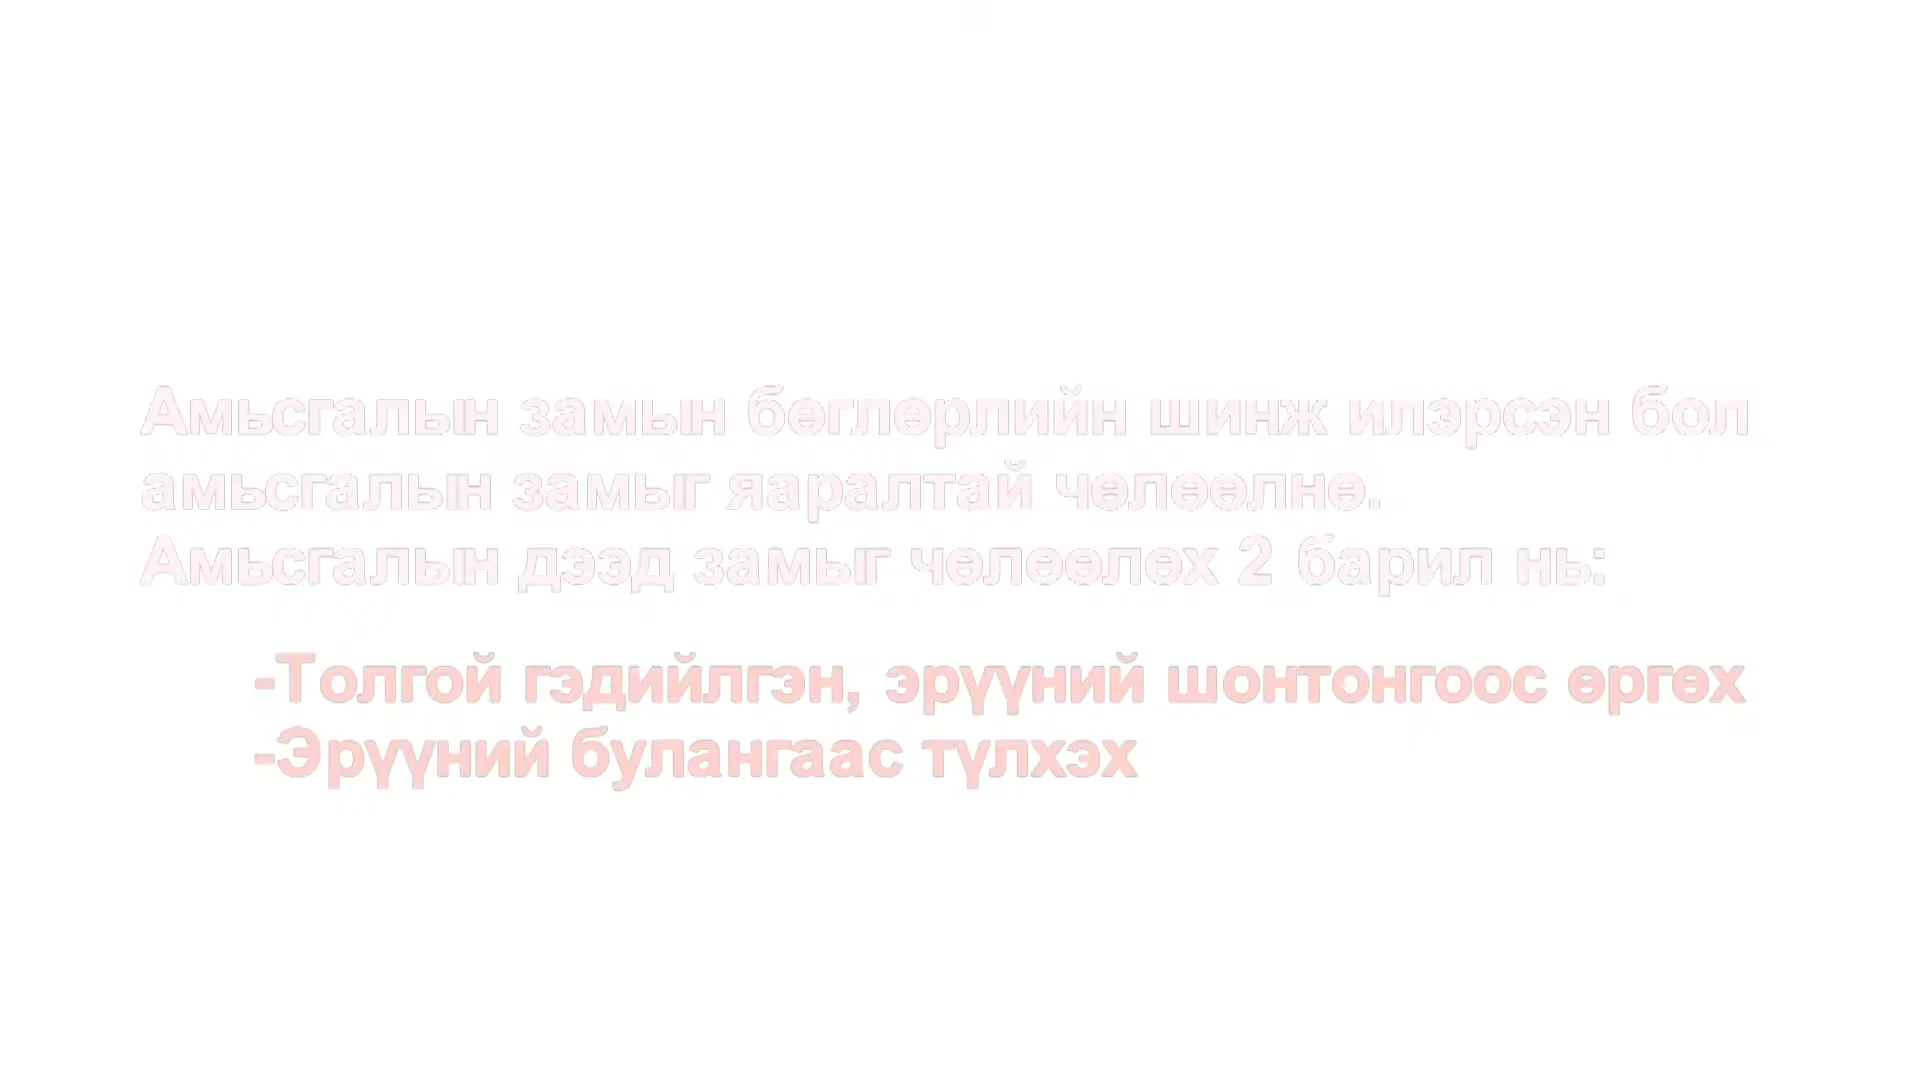 Амьсгалын замын бөглөрлийн шинж илэрсэн бол
амьсгалын замыг яаралтай чөлөөлнө.
Амьсгалын дээд замыг чөлөөлөх 2 барил нь:
-Толгой гэдийлгэн, эрүүний шонтонгоос өргөх
-Эрүүний булангаас түлхэх